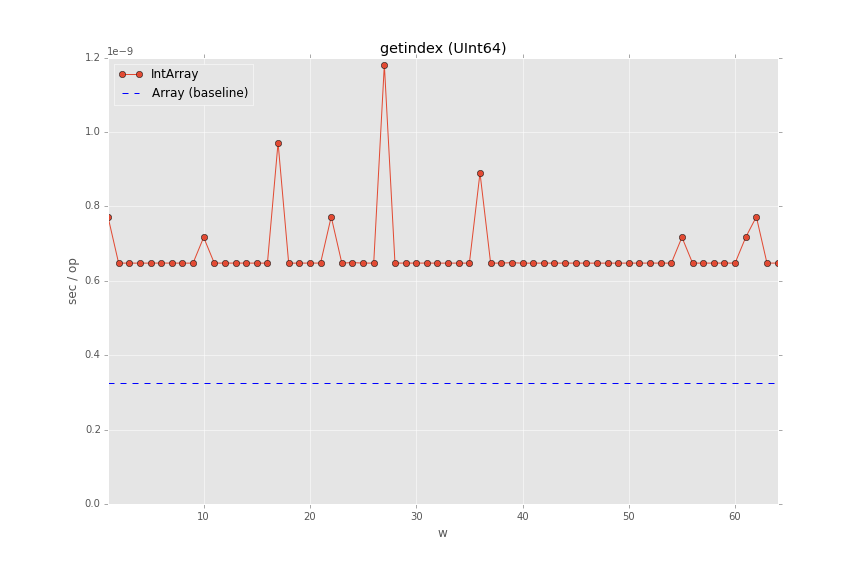 getindex (UInt64)
1e−9
IntArray
Array (baseline)
1.2
1.0
0.8
0.6
0.4
0.2
0.0
sec / op
10 20 30 40 50 60
w